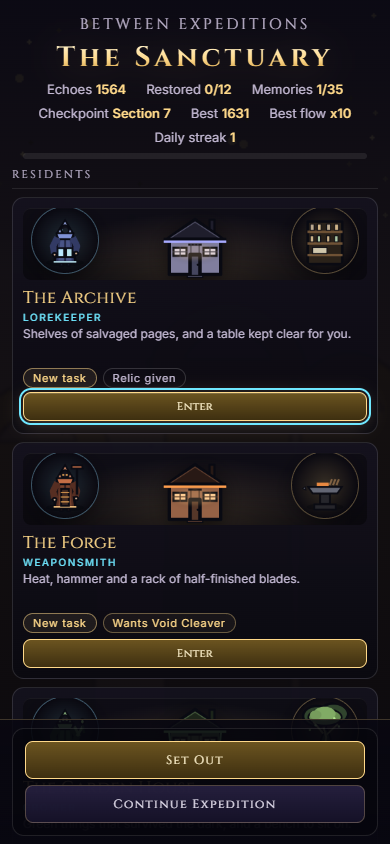 BETWEEN EXPEDITIONS
THE SANCTUARY
Echoes 1564 Restored 0/12 Memories 1/35
Checkpoint Section 7 Best 1631 Best flow x10
Daily streak 1
RESIDENTS
THE ARCHIVE
LOREKEEPER
Shelves of salvaged pages, and a table kept clear for you.
New task Relic given
ENTER
THE FORGE
WEAPONSMITH
Heat, hammer and a rack of half-finished blades.
New task Wants Void Cleaver
ENTER
SET OUT
CONTINUE EXPEDITION